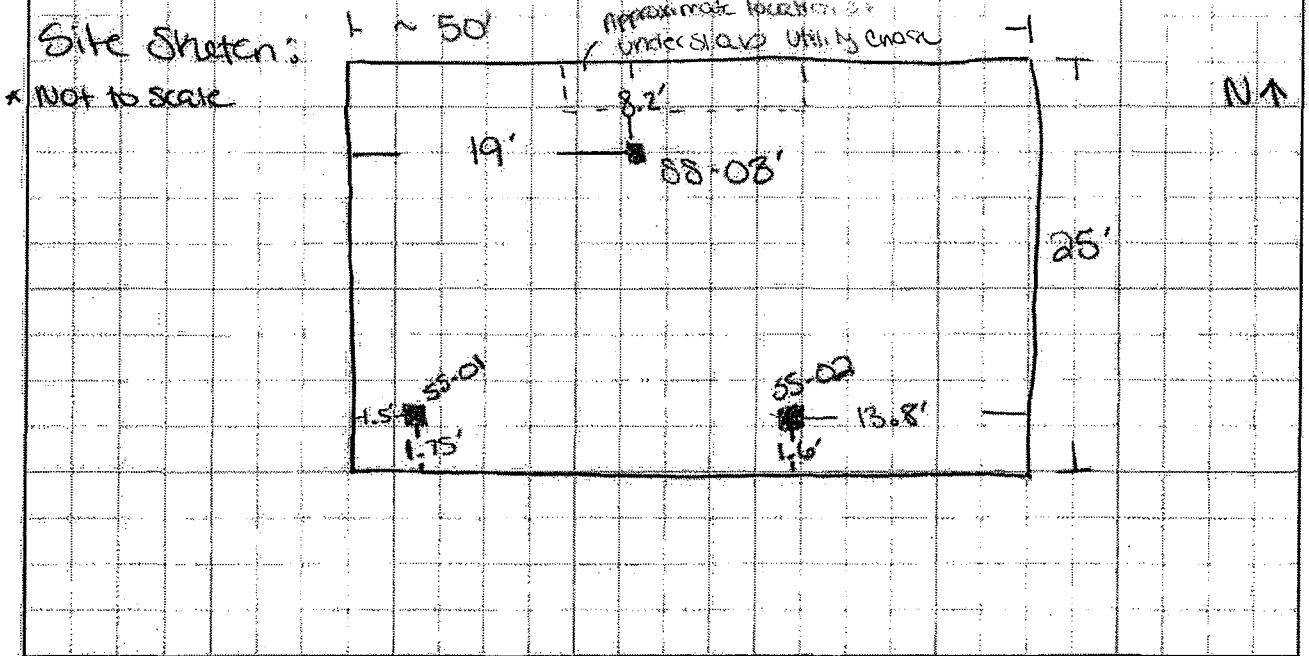 Site Sketch:
* Not to scale
~ 50'
Approximate location of
underslab utility chase
N ↑
8.2'
19'
SS-03'
25'
SS-01
1.5'
1.75'
SS-02
13.8'
1.6'